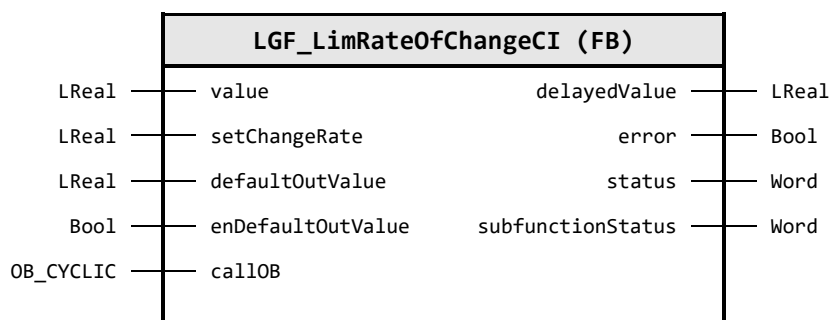 LGF_LimRateOfChangeCI (FB)
LReal value delayedValue LReal
LReal setChangeRate error Bool
LReal defaultOutValue status Word
Bool enDefaultOutValue subfunctionStatus Word
OB_CYCLIC callOB